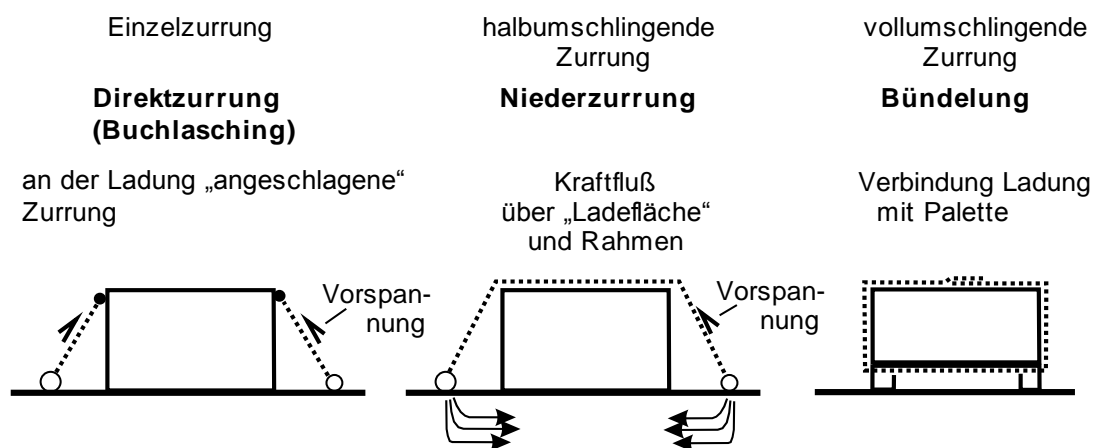 Einzelzurrung
Direktzurrung
(Buchlasching)
an der Ladung „angeschlagene“
Zurrung
Vorspan-
nung
halbumschlingende
Zurrung
Niederzurrung
Kraftfluß
über „Ladefläche“
und Rahmen
Vorspan-
nung
vollumschlingende
Zurrung
Bündelung
Verbindung Ladung
mit Palette